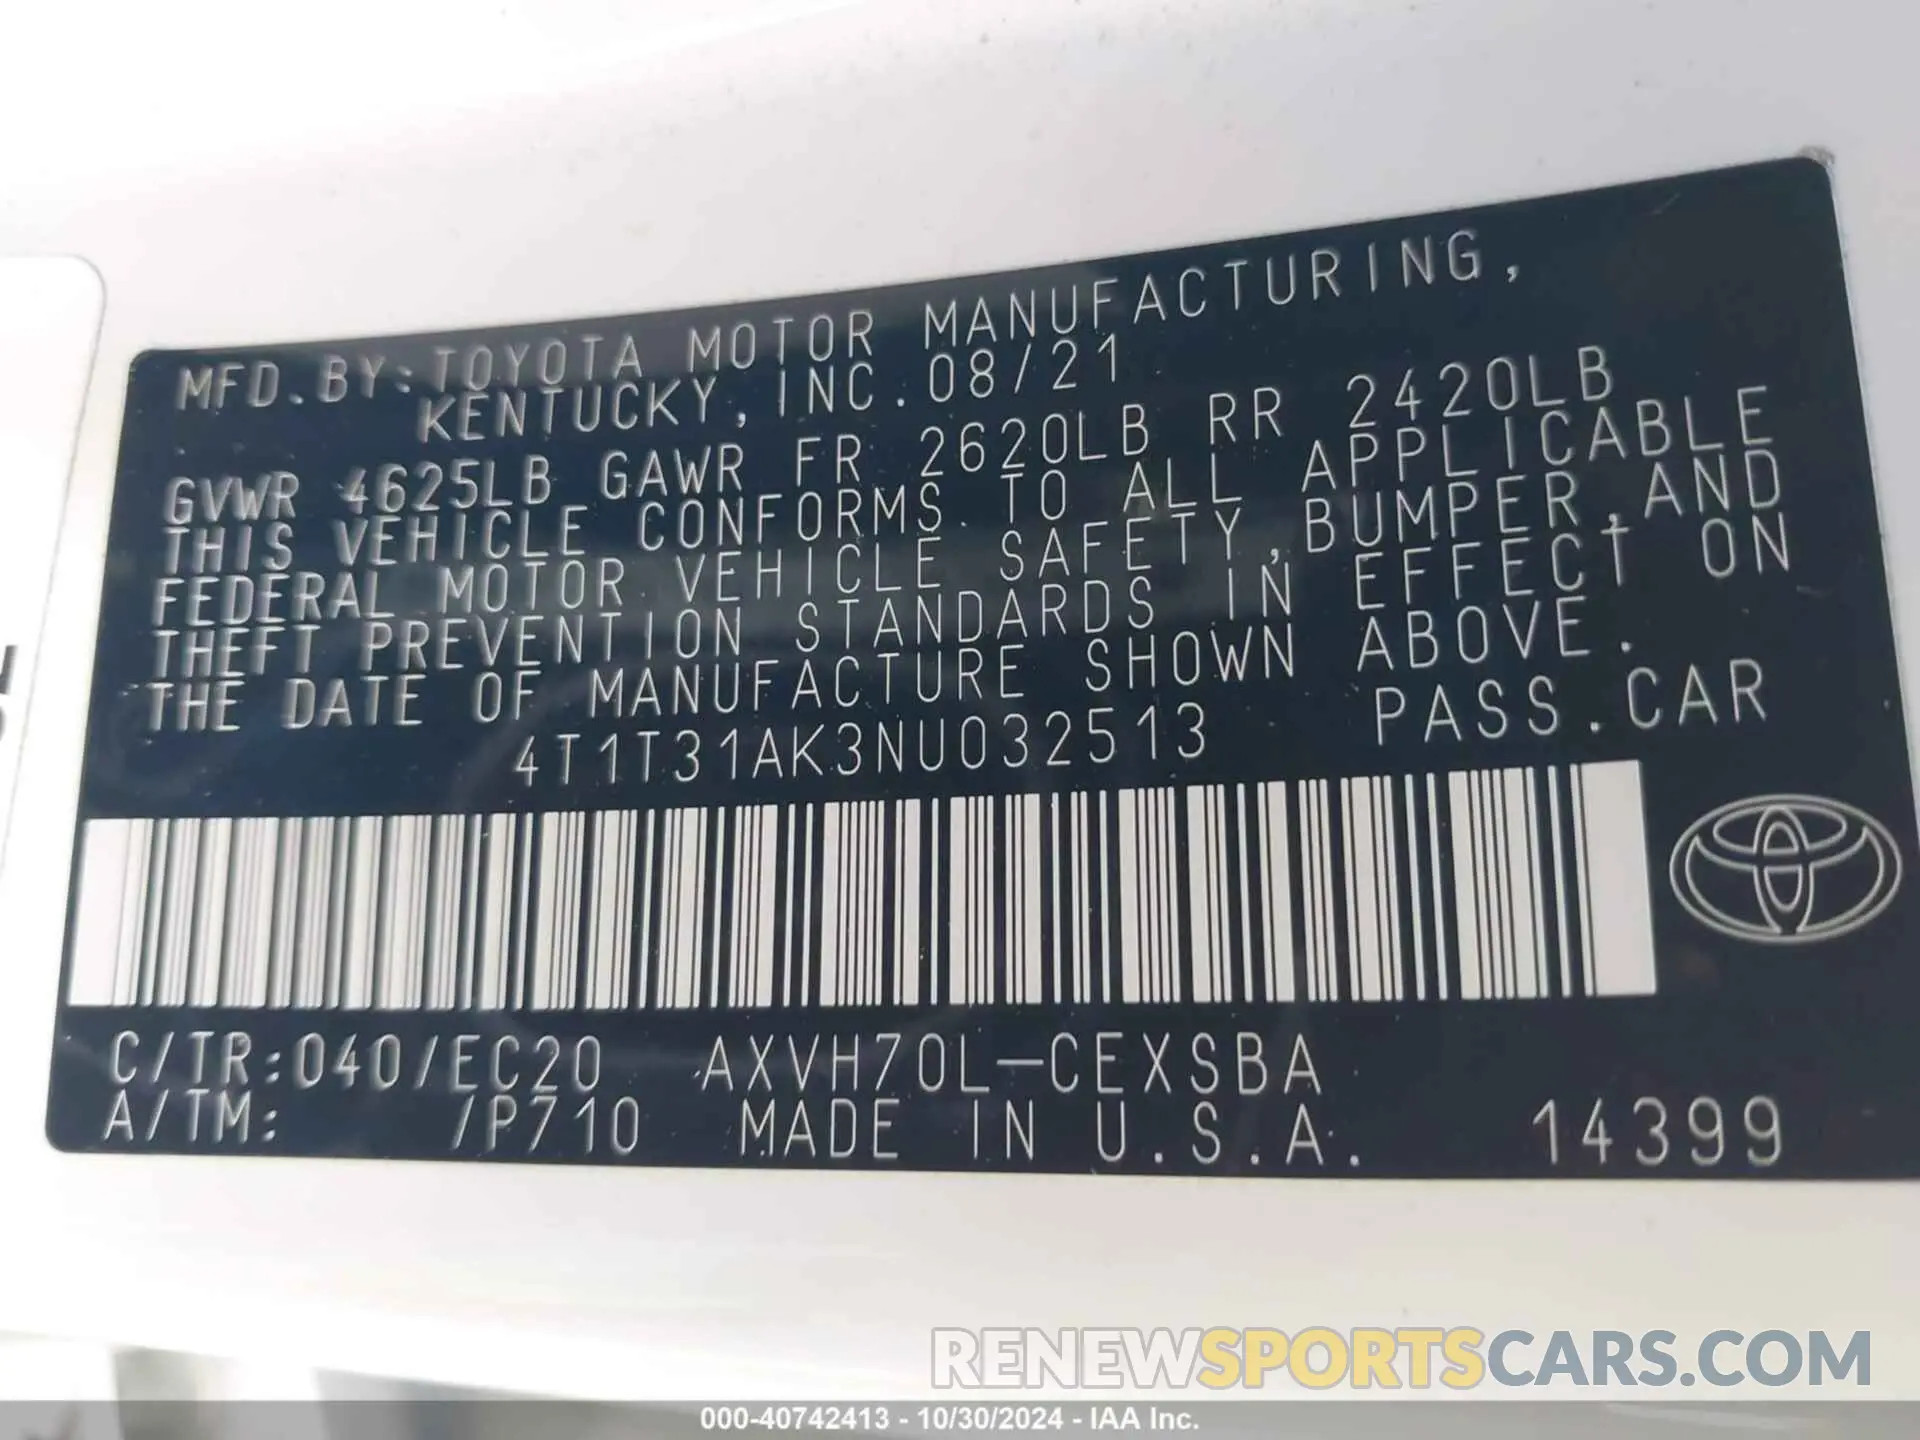 MFD.BY:TOYOTA MOTOR MANUFACTURING,
KENTUCKY, INC. 08/21
GVWR 4625LB GAWR FR 2620LB RR 2420LB
THIS VEHICLE CONFORMS TO ALL APPLICABLE
FEDERAL MOTOR VEHICLE SAFETY, BUMPER, AND
THEFT PREVENTION STANDARDS IN EFFECT ON
THE DATE OF MANUFACTURE SHOWN ABOVE.
4T1T31AK3NU032513 PASS.CAR
C/TR:040/EC20 AXVH70L-CEXSBA
A/TM: /P710 MADE IN U.S.A. 14399
RENEWSPORTSCARS.COM
000-40742413 - 10/30/2024 - IAA Inc.